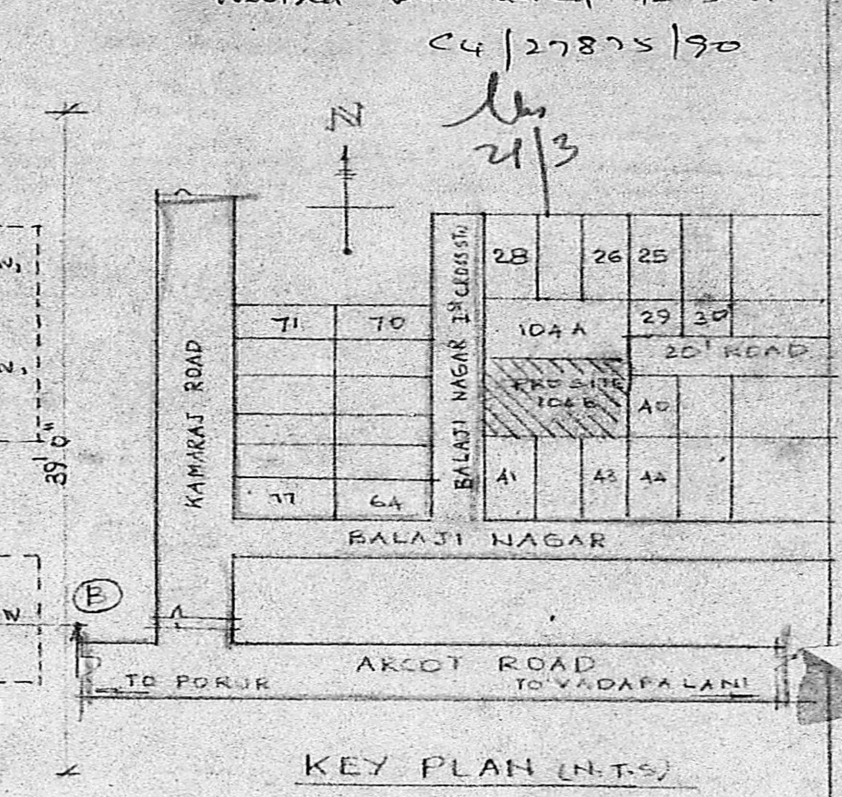 C4/27875/90
N
21/3
28 26 25
71 70
104 A
29 30
20' ROAD
PRO SITE
104 B
40
KAMARAJ ROAD
BALAJI NAGAR 1st CROSS ST.
39'0"
77 64
41 43 44
BALAJI NAGAR
B
ARCOT ROAD
TO PORUR
TO VADAPALANI
KEY PLAN (N.T.S)